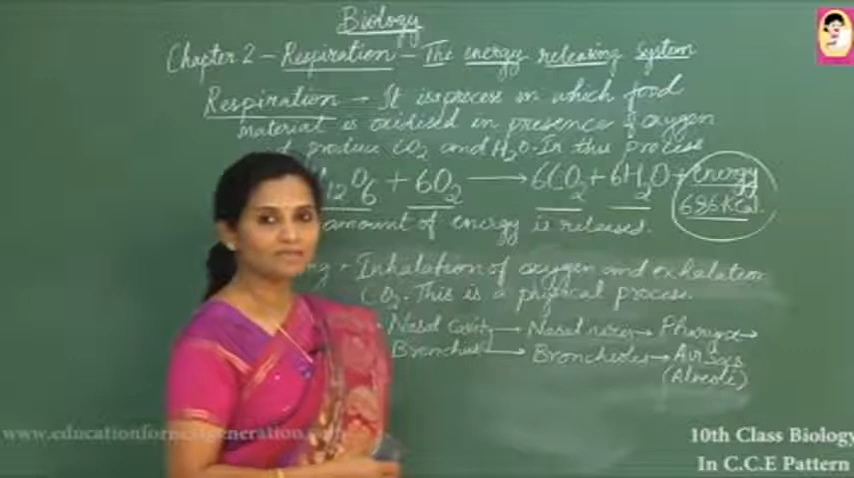 Biology
Chapter 2 - Respiration - The energy releasing system
Respiration → It is process in which food
material is oxidised in presence of oxygen
produce CO2 and H2O. In this process
12O6 + 6O2 → 6CO2 + 6H2O + energy
686 KCal.
amount of energy is released.
Inhalation of oxygen and exhalation
CO2. This is a physical process.
Nasal cavity → Nasal → Pharynx →
Bronchi → Bronchioles → Air Sacs
(Alveoli)
www.educationfornextgeneration.com
10th Class Biology
In C.C.E Pattern